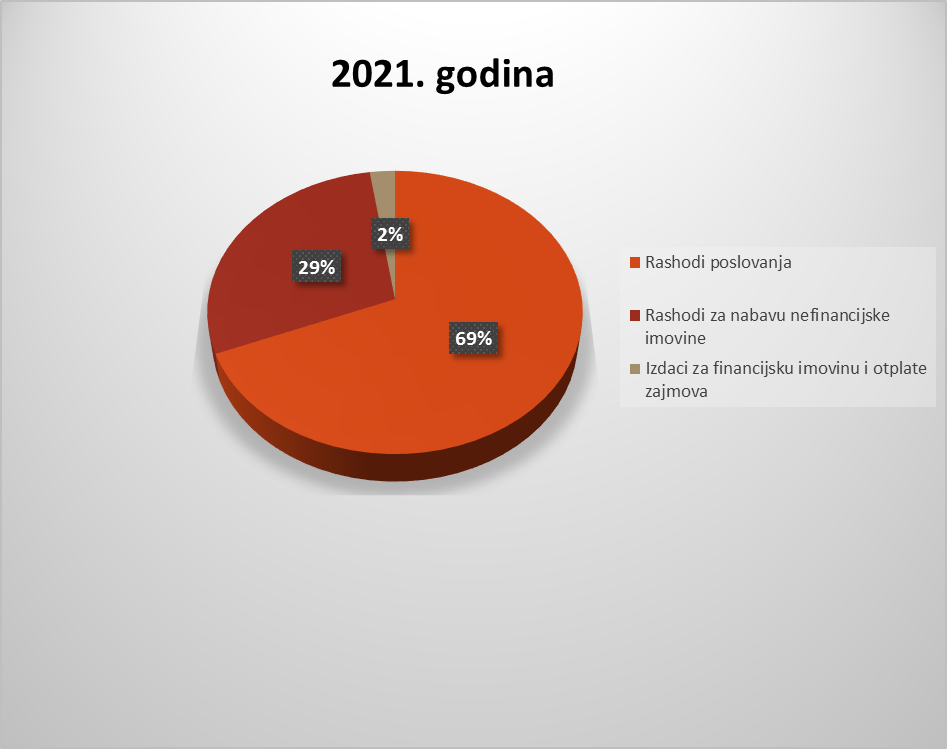 2021. godina
2%
29%
69%
Rashodi poslovanja
Rashodi za nabavu nefinancijske
imovine
Izdaci za financijsku imovinu i otplate
zajmova